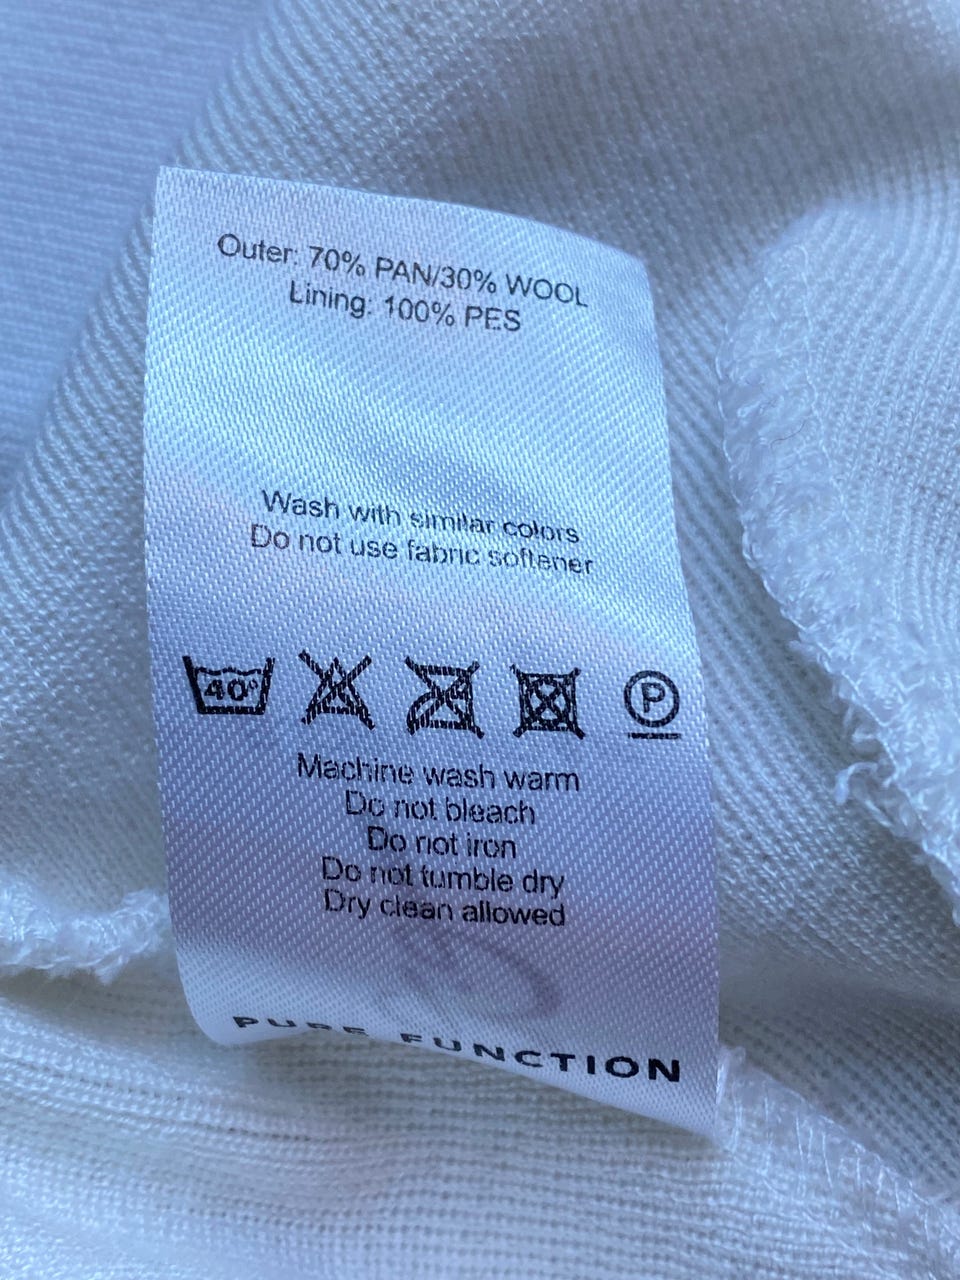 Outer: 70% PAN/30% WOOL
Lining: 100% PES
Wash with similar colors
Do not use fabric softener
40° P
Machine wash warm
Do not bleach
Do not iron
Do not tumble dry
Dry clean allowed
PURE FUNCTION